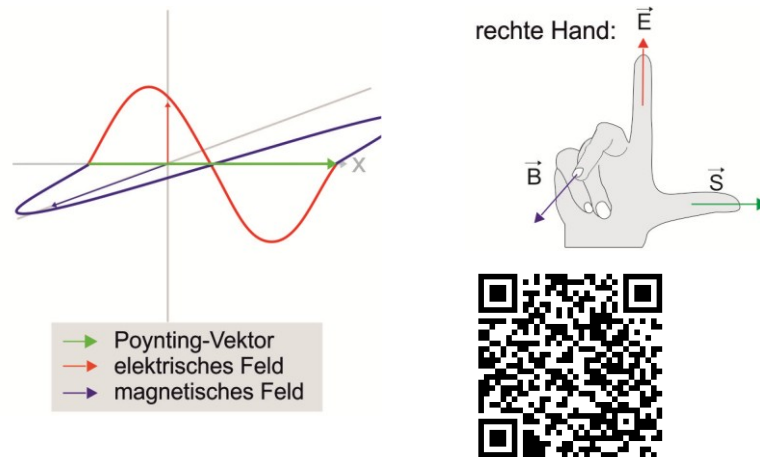 rechte Hand:
E
B
S
X
Poynting-Vektor
elektrisches Feld
magnetisches Feld